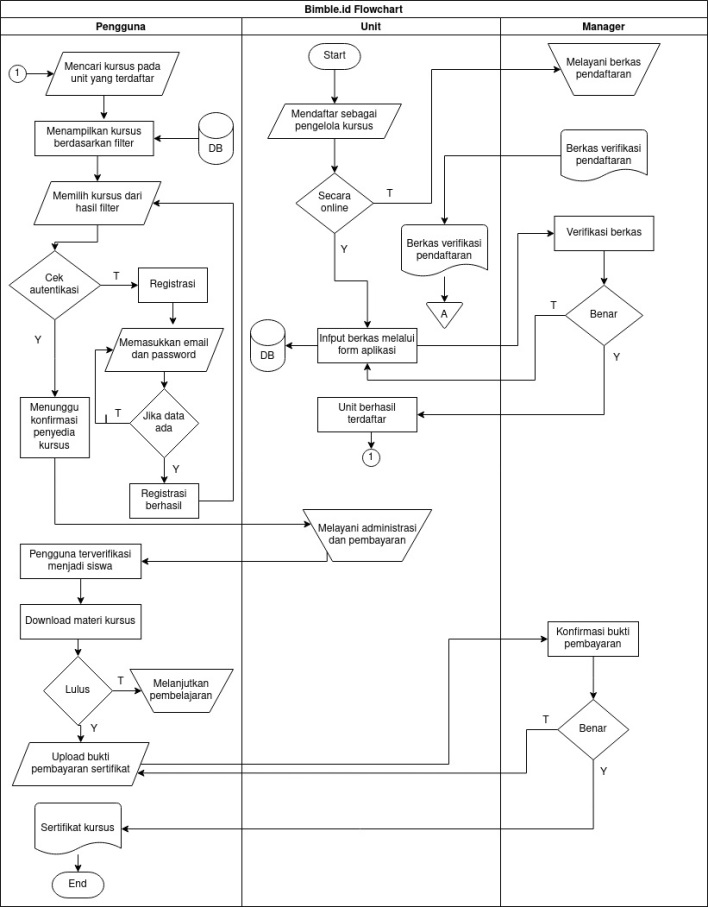 Bimble.id Flowchart
Pengguna
Unit
Manager
1
Mencari kursus pada
unit yang terdaftar
Menampilkan kursus
berdasarkan filter
DB
Memilih kursus dari
hasil filter
Cek
autentikasi
T
Y
Registrasi
Memasukkan email
dan password
Jika data
ada
T
Y
Registrasi
berhasil
Menunggu
konfirmasi
penyedia
kursus
Pengguna terverifikasi
menjadi siswa
Download materi kursus
Lulus
T
Y
Melanjutkan
pembelajaran
Upload bukti
pembayaran sertifikat
Sertifikat kursus
End
Start
Mendaftar sebagai
pengelola kursus
Secara
online
T
Y
Berkas verifikasi
pendaftaran
A
DB
Infput berkas melalui
form aplikasi
Unit berhasil
terdaftar
1
Melayani administrasi
dan pembayaran
Melayani berkas
pendaftaran
Berkas verifikasi
pendaftaran
Verifikasi berkas
Benar
T
Y
Konfirmasi bukti
pembayaran
Benar
T
Y